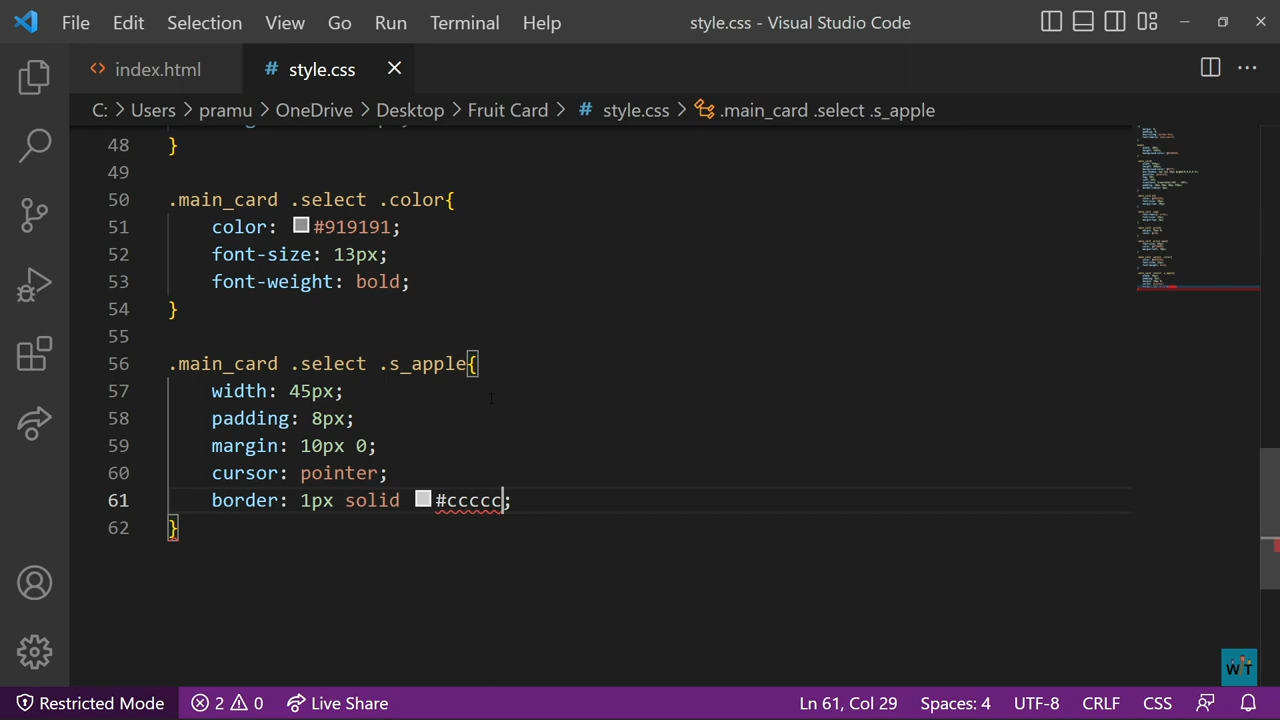 File Edit Selection View Go Run Terminal Help style.css - Visual Studio Code
index.html # style.css
C: > Users > pramu > OneDrive > Desktop > Fruit Card > # style.css > .main_card .select .s_apple
48 }
49
50 .main_card .select .color{
51 color: #919191;
52 font-size: 13px;
53 font-weight: bold;
54 }
55
56 .main_card .select .s_apple{
57 width: 45px;
58 padding: 8px;
59 margin: 10px 0;
60 cursor: pointer;
61 border: 1px solid #ccccc;
62 }
WT
Restricted Mode 2 0 Live Share Ln 61, Col 29 Spaces: 4 UTF-8 CRLF CSS